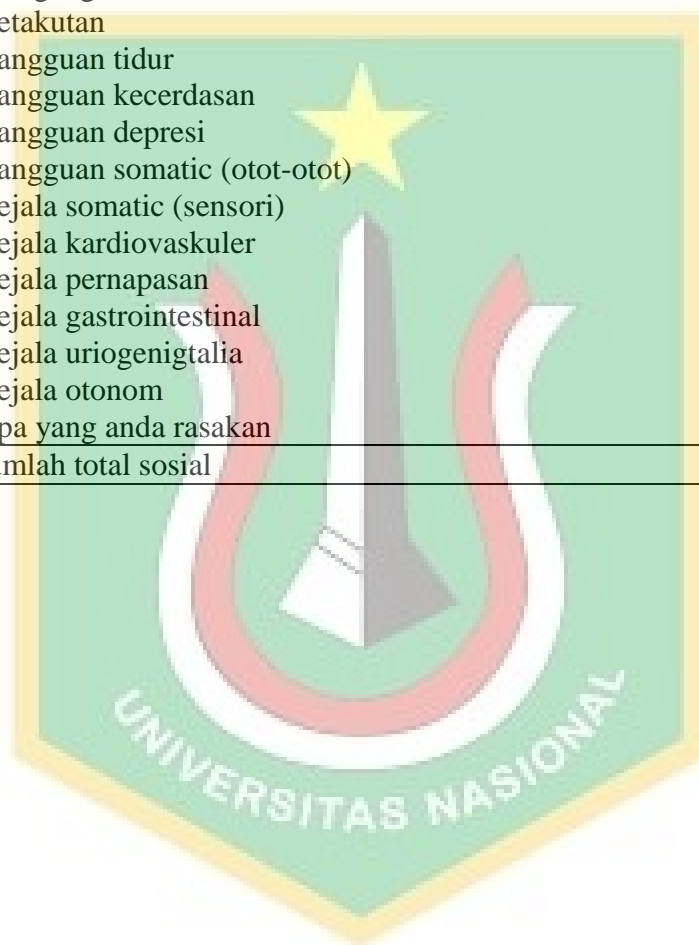 etakutan
angguan tidur
angguan kecerdasan
angguan depresi
angguan somatic (otot-otot)
ejala somatic (sensori)
ejala kardiovaskuler
ejala pernapasan
ejala gastrointestinal
ejala uriogenigtalia
ejala otonom
pa yang anda rasakan
umlah total sosial
UNIVERSITAS NASIONAL